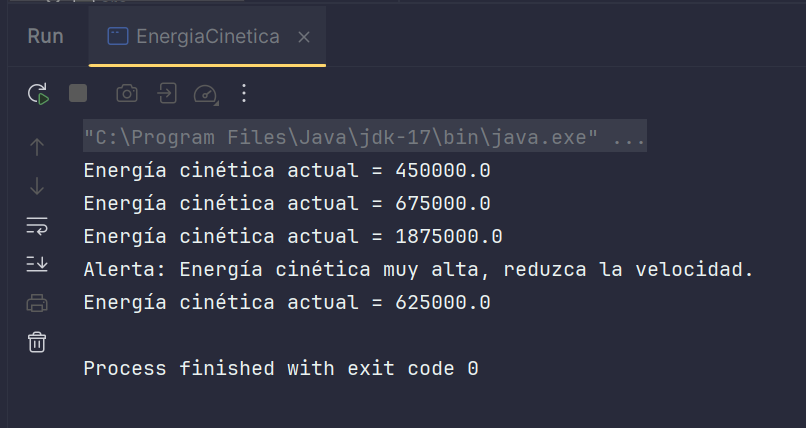 Run EnergiaCinetica
"C:\Program Files\Java\jdk-17\bin\java.exe" ...
Energía cinética actual = 450000.0
Energía cinética actual = 675000.0
Energía cinética actual = 1875000.0
Alerta: Energía cinética muy alta, reduzca la velocidad.
Energía cinética actual = 625000.0
Process finished with exit code 0